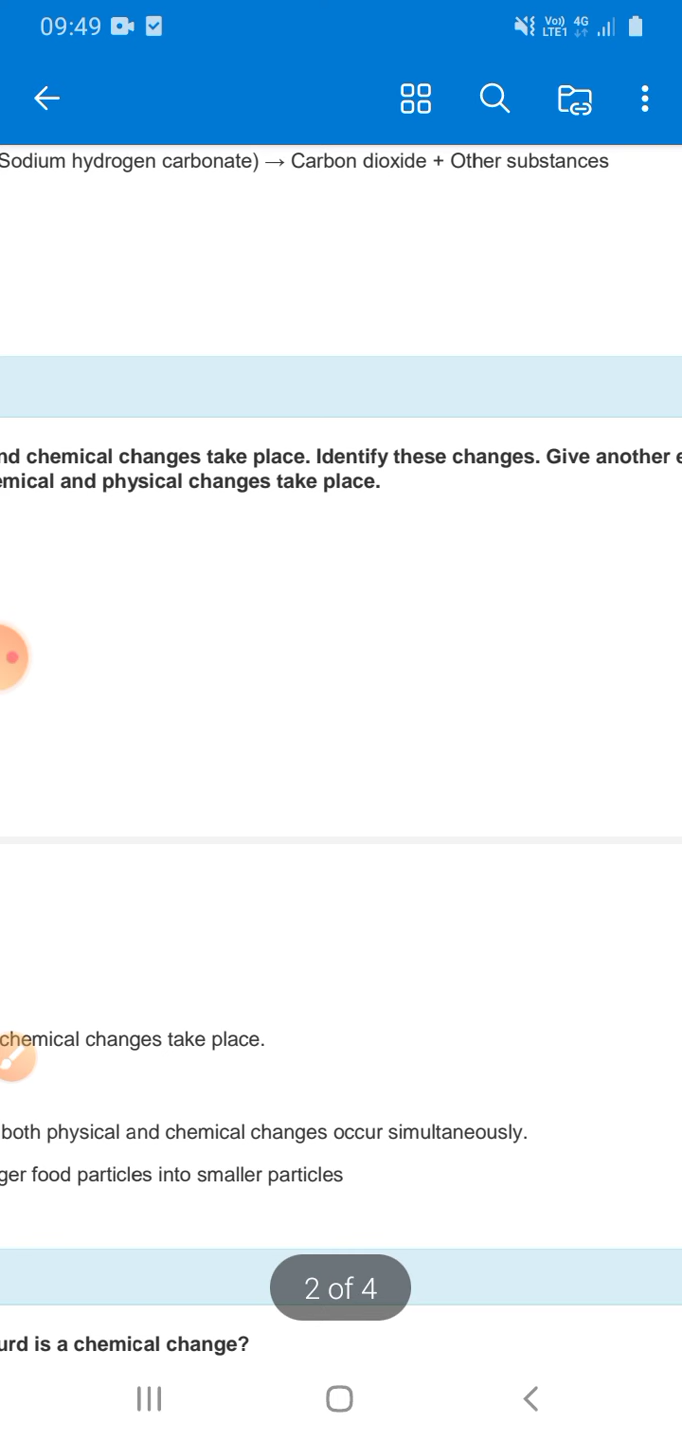 09:49
Vo) 4G
LTE1
Sodium hydrogen carbonate) → Carbon dioxide + Other substances
nd chemical changes take place. Identify these changes. Give another e
emical and physical changes take place.
chemical changes take place.
both physical and chemical changes occur simultaneously.
ger food particles into smaller particles
2 of 4
urd is a chemical change?